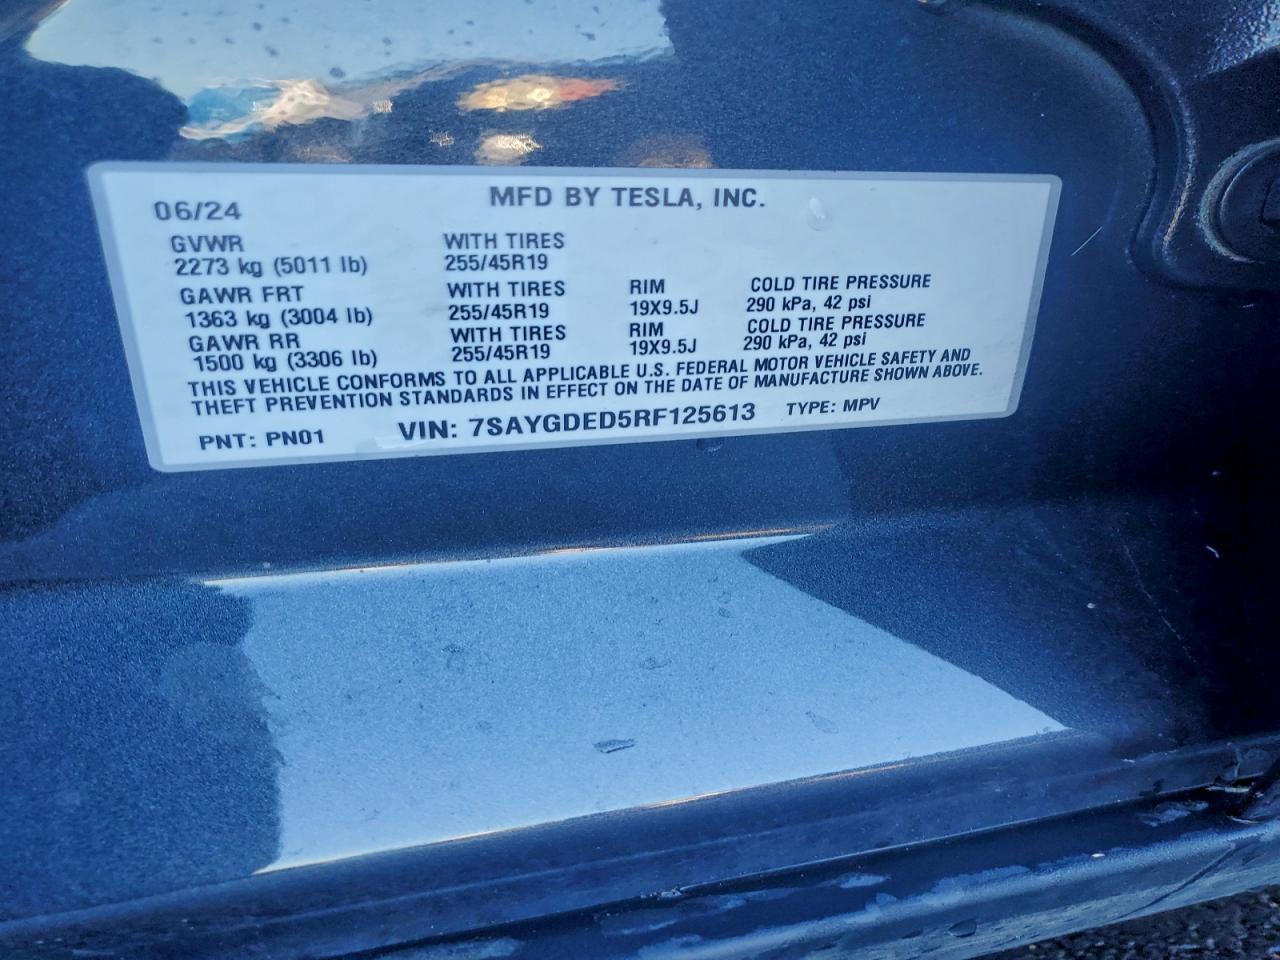 MFD BY TESLA, INC.
06/24
GVWR WITH TIRES
2273 kg (5011 lb) 255/45R19
GAWR FRT WITH TIRES RIM COLD TIRE PRESSURE
1363 kg (3004 lb) 255/45R19 19X9.5J 290 kPa, 42 psi
GAWR RR WITH TIRES RIM COLD TIRE PRESSURE
1500 kg (3306 lb) 255/45R19 19X9.5J 290 kPa, 42 psi
THIS VEHICLE CONFORMS TO ALL APPLICABLE U.S. FEDERAL MOTOR VEHICLE SAFETY AND
THEFT PREVENTION STANDARDS IN EFFECT ON THE DATE OF MANUFACTURE SHOWN ABOVE.
PNT: PN01 VIN: 7SAYGDED5RF125613 TYPE: MPV